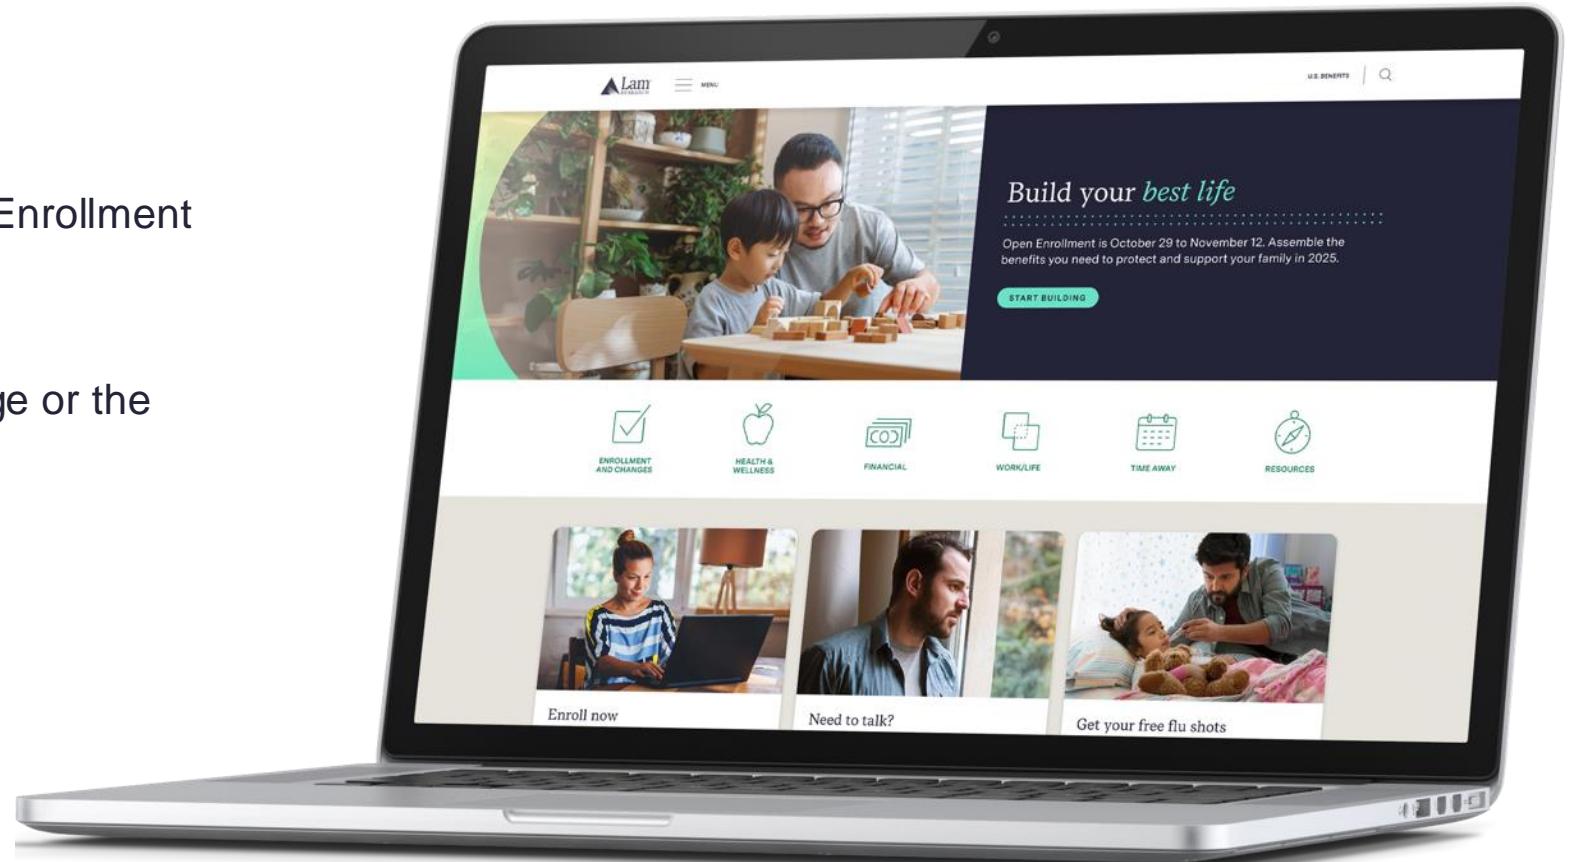 Enrollment
ge or the
Lam
RESEARCH
MENU
U.S. BENEFITS
Build your best life
Open Enrollment is October 29 to November 12. Assemble the
benefits you need to protect and support your family in 2025.
START BUILDING
ENROLLMENT
AND CHANGES
HEALTH &
WELLNESS
FINANCIAL
WORK/LIFE
TIME AWAY
RESOURCES
Enroll now
Need to talk?
Get your free flu shots